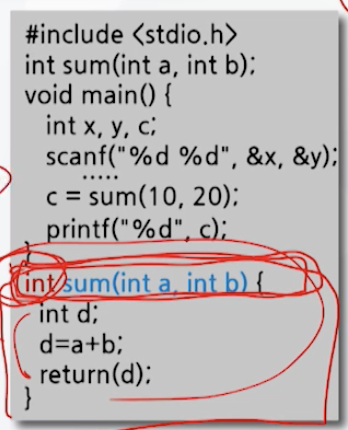 #include <stdio.h>
int sum(int a, int b);
void main() {
int x, y, c;
scanf("%d %d", &x, &y);
.....
c = sum(10, 20);
printf("%d", c);
}
int sum(int a, int b) {
int d;
d=a+b;
return(d);
}